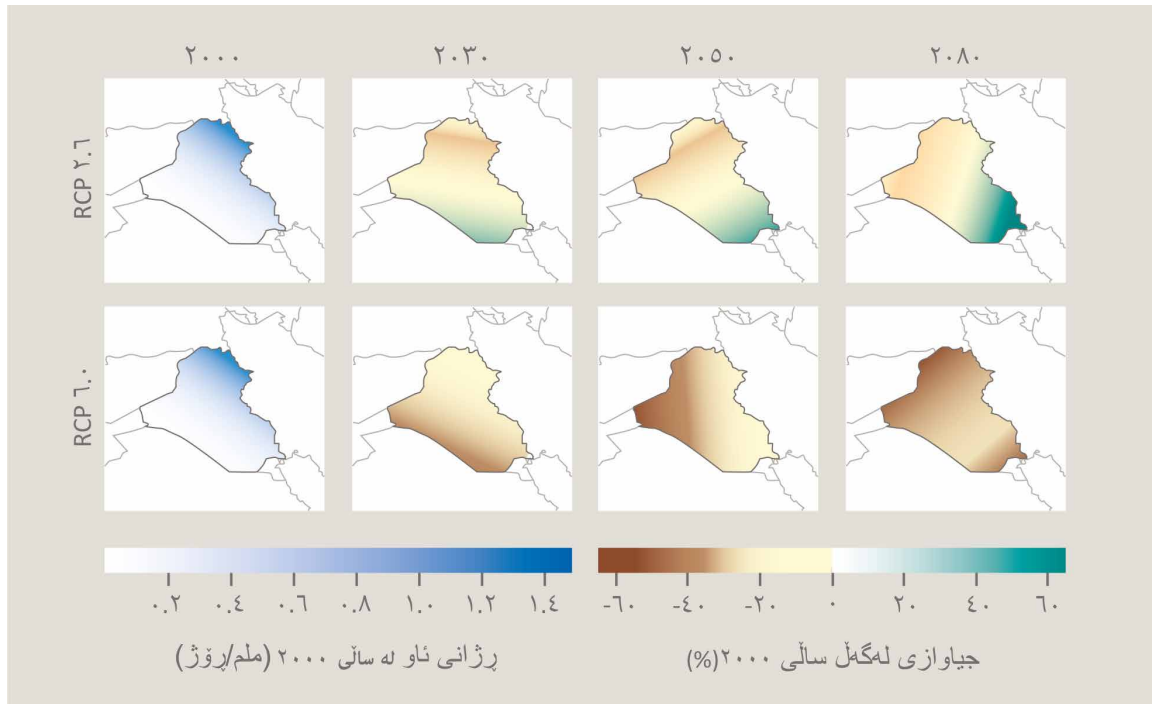 ٢٠٠٠ ٢٠٣٠ ٢٠٥٠ ٢٠٨٠
RCP ٢.٦
RCP ٦.٠
٠.٢ ٠.٤ ٠.٦ ٠.٨ ١.٠ ١.٢ ١.٤
-٦٠ -٤٠ -٢٠ ٠ ٢٠ ٤٠ ٦٠
ڕژانی ئاو لە ساڵی ٢٠٠٠ (ملم/ڕۆژ)
جیاوازی لەگەڵ ساڵی ٢٠٠٠(%)